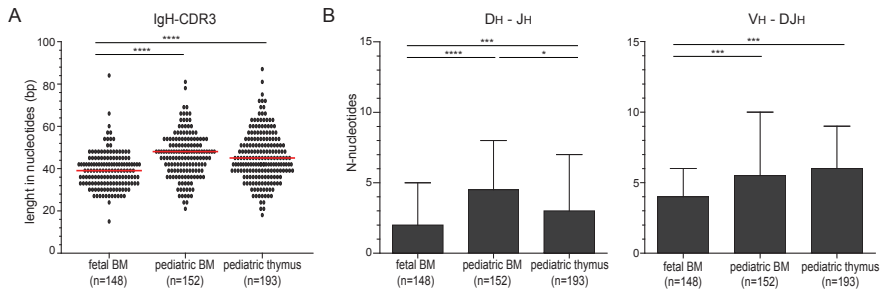 A
IgH-CDR3
lenght in nucleotides (bp)
100
80
60
40
20
0
****
****
fetal BM
(n=148)
pediatric BM
(n=152)
pediatric thymus
(n=193)
B
DH - JH
N-nucleotides
15
10
5
0
***
****
*
fetal BM
(n=148)
pediatric BM
(n=152)
pediatric thymus
(n=193)
VH - DJH
15
10
5
0
***
***
fetal BM
(n=148)
pediatric BM
(n=152)
pediatric thymus
(n=193)